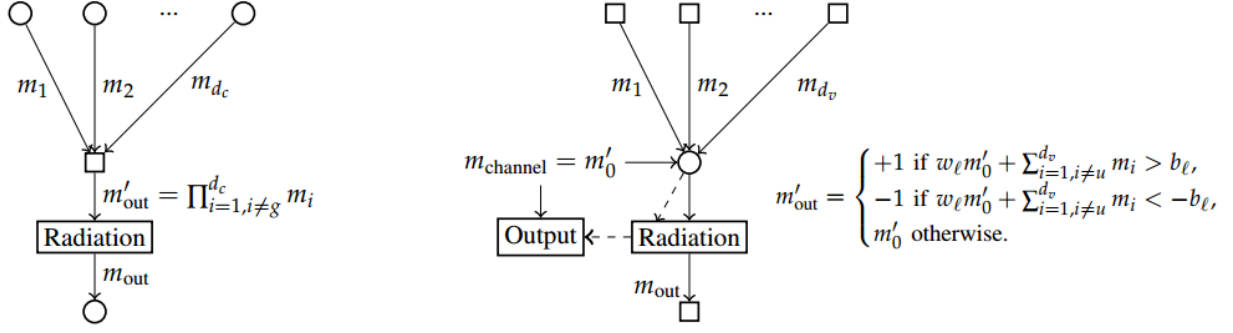 ... ...
m_1 m_2 m_{d_c} m_1 m_2 m_{d_v}
m_channel = m'_0
m'_out = ∏_{i=1,i≠g}^{d_c} m_i
m'_out = { +1 if w_ℓ m'_0 + Σ_{i=1,i≠u}^{d_v} m_i > b_ℓ,
−1 if w_ℓ m'_0 + Σ_{i=1,i≠u}^{d_v} m_i < −b_ℓ,
m'_0 otherwise.
Radiation Output Radiation
m_out m_out